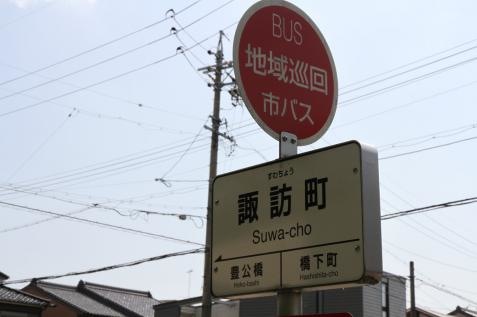 BUS
地域巡回
市バス
すわちょう
諏訪町
Suwa-cho
豊公橋
Hoko-bashi
橋下町
Hashishita-cho